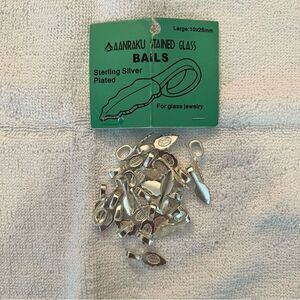 Large: 10x25mm
AANRAKU STAINED GLASS
BAILS
Sterling Silver
Plated
For glass jewelry